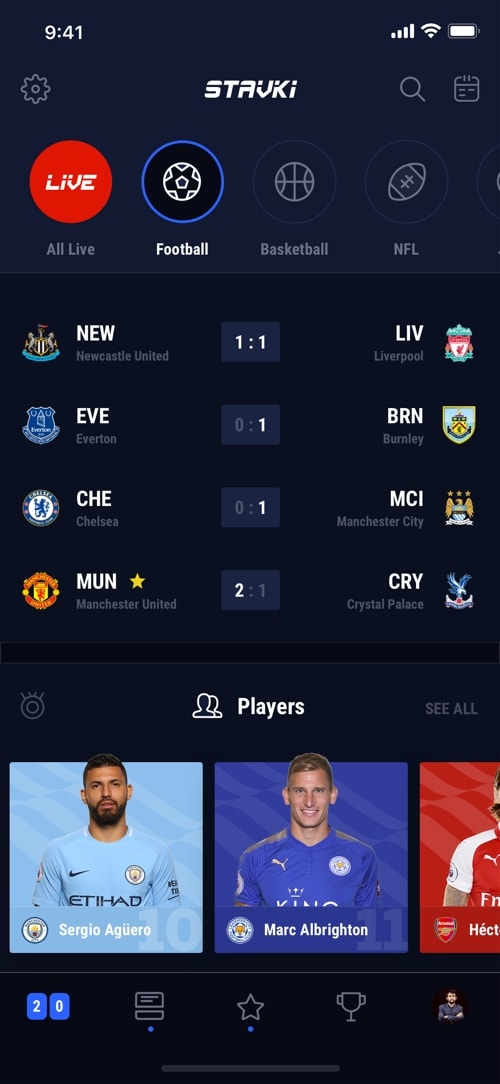 9:41
STAVKI
LIVE
All Live
Football
Basketball
NFL
NEW
Newcastle United
1 : 1
LIV
Liverpool
EVE
Everton
0 : 1
BRN
Burnley
CHE
Chelsea
0 : 1
MCI
Manchester City
MUN
Manchester United
2 : 1
CRY
Crystal Palace
Players
SEE ALL
ETIHAD
Sergio Agüero
10
KING
Marc Albrighton
11
Héct
2 0